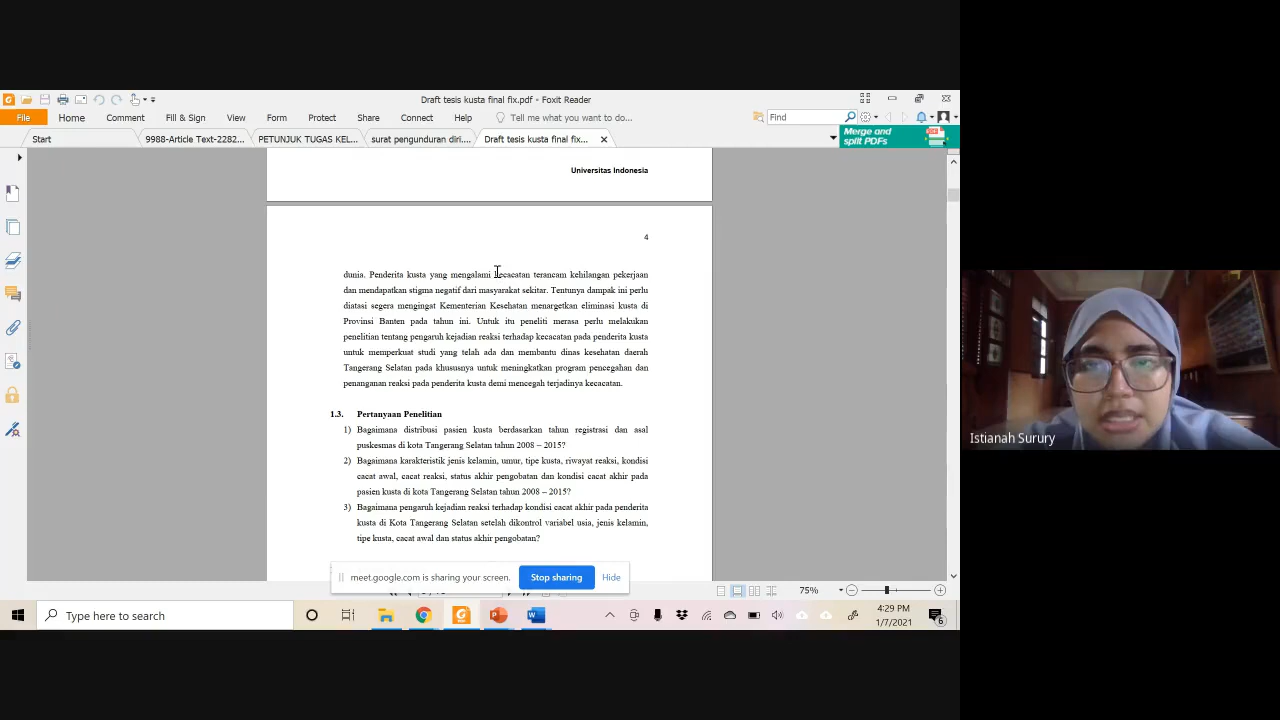 Draft tesis kusta final fix.pdf - Foxit Reader
File Home Comment Fill & Sign View Form Protect Share Connect Help Tell me what you want to do... Find
Start 9988-Article Text-2282... PETUNJUK TUGAS KEL... surat pengunduran diri.... Draft tesis kusta final fix... Merge and split PDFs
Universitas Indonesia
4
dunia. Penderita kusta yang mengalami kecacatan terancam kehilangan pekerjaan
dan mendapatkan stigma negatif dari masyarakat sekitar. Tentunya dampak ini perlu
diatasi segera mengingat Kementerian Kesehatan menargetkan eliminasi kusta di
Provinsi Banten pada tahun ini. Untuk itu peneliti merasa perlu melakukan
penelitian tentang pengaruh kejadian reaksi terhadap kecacatan pada penderita kusta
untuk memperkuat studi yang telah ada dan membantu dinas kesehatan daerah
Tangerang Selatan pada khususnya untuk meningkatkan program pencegahan dan
penanganan reaksi pada penderita kusta demi mencegah terjadinya kecacatan.
1.3. Pertanyaan Penelitian
1) Bagaimana distribusi pasien kusta berdasarkan tahun registrasi dan asal
puskesmas di kota Tangerang Selatan tahun 2008 – 2015?
2) Bagaimana karakteristik jenis kelamin, umur, tipe kusta, riwayat reaksi, kondisi
cacat awal, cacat reaksi, status akhir pengobatan dan kondisi cacat akhir pada
pasien kusta di kota Tangerang Selatan tahun 2008 – 2015?
3) Bagaimana pengaruh kejadian reaksi terhadap kondisi cacat akhir pada penderita
kusta di Kota Tangerang Selatan setelah dikontrol variabel usia, jenis kelamin,
tipe kusta, cacat awal dan status akhir pengobatan?
Istianah Surury
meet.google.com is sharing your screen. Stop sharing Hide
75%
Type here to search
4:29 PM
1/7/2021
6